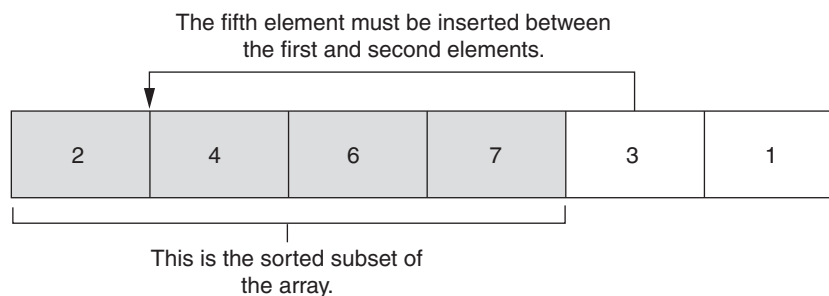 The fifth element must be inserted between
the first and second elements.
2 4 6 7 3 1
This is the sorted subset of
the array.